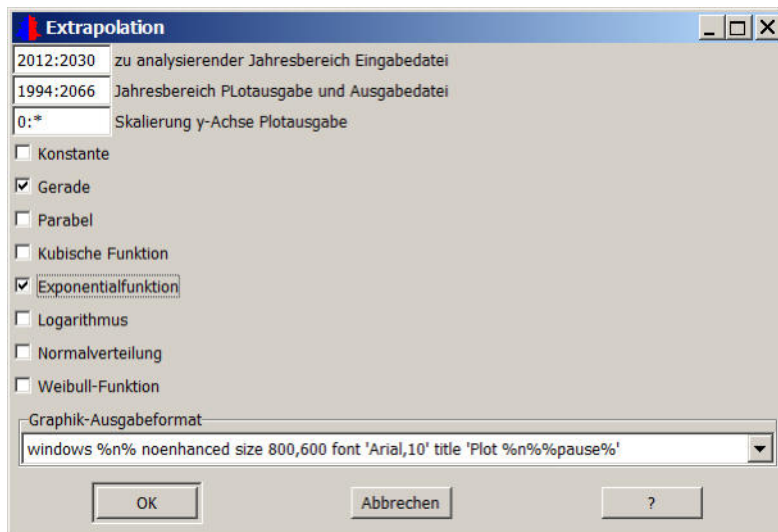 Extrapolation
2012:2030 zu analysierender Jahresbereich Eingabedatei
1994:2066 Jahresbereich PLotausgabe und Ausgabedatei
0:* Skalierung y-Achse Plotausgabe
Konstante
Gerade
Parabel
Kubische Funktion
Exponentialfunktion
Logarithmus
Normalverteilung
Weibull-Funktion
Graphik-Ausgabeformat
windows %n% noenhanced size 800,600 font 'Arial,10' title 'Plot %n%%pause%'
OK Abbrechen ?